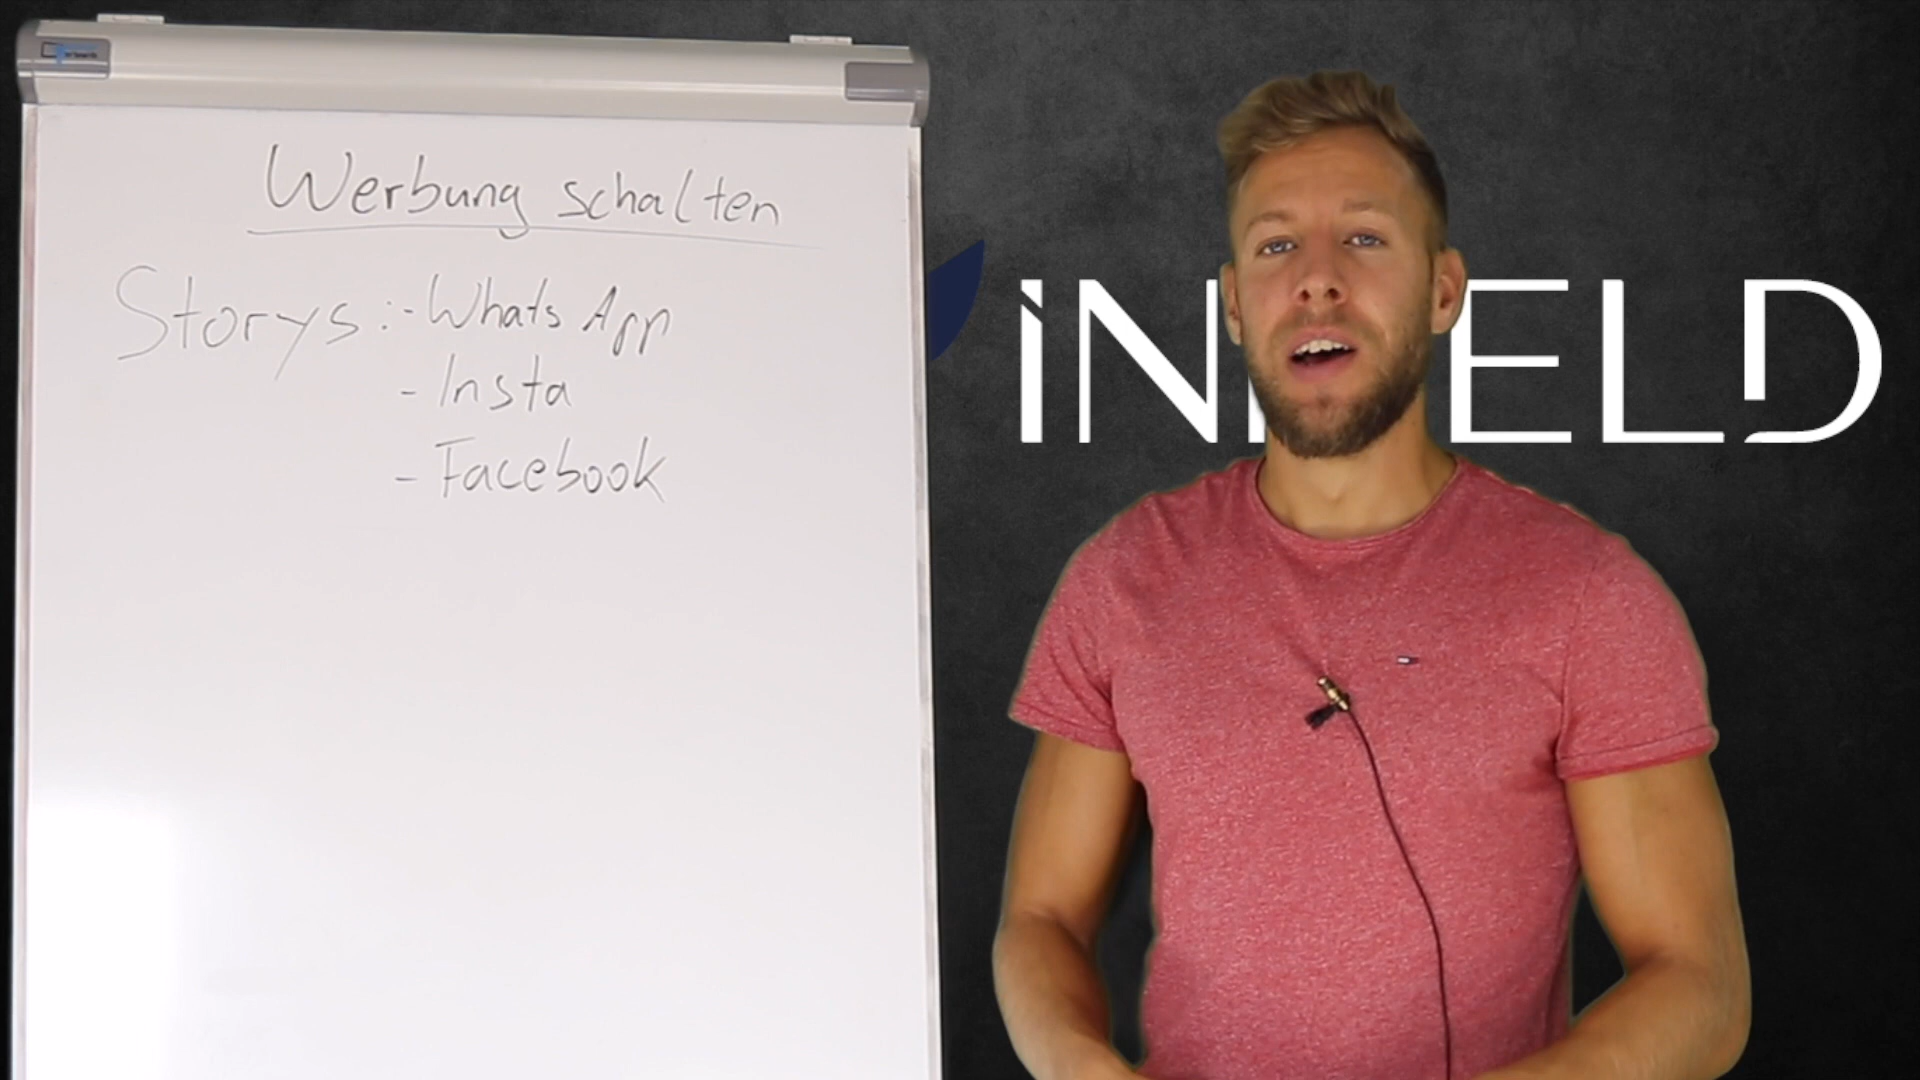 Werbung schalten
Storys: - Whats App
- Insta
- Facebook